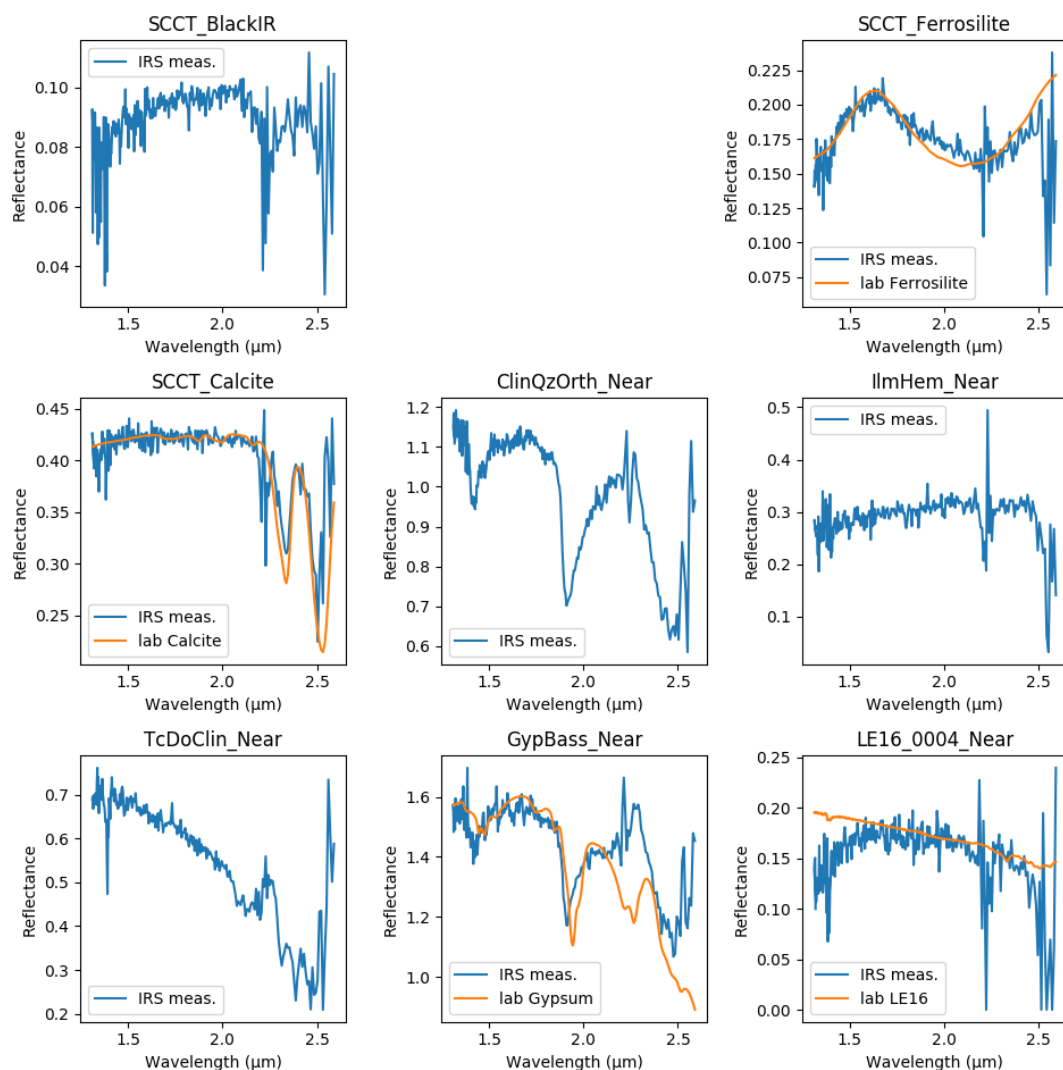 SCCT_BlackIR
IRS meas.
0.10
0.08
0.06
0.04
Reflectance
1.5 2.0 2.5
Wavelength (μm)
SCCT_Ferrosilite
0.225
0.200
0.175
0.150
0.125
0.100
0.075
Reflectance
IRS meas.
lab Ferrosilite
1.5 2.0 2.5
Wavelength (μm)
SCCT_Calcite
0.45
0.40
0.35
0.30
0.25
Reflectance
IRS meas.
lab Calcite
1.5 2.0 2.5
Wavelength (μm)
ClinQzOrth_Near
1.2
1.1
1.0
0.9
0.8
0.7
0.6
Reflectance
IRS meas.
1.5 2.0 2.5
Wavelength (μm)
IlmHem_Near
IRS meas.
0.5
0.4
0.3
0.2
0.1
Reflectance
1.5 2.0 2.5
Wavelength (μm)
TcDoClin_Near
0.7
0.6
0.5
0.4
0.3
0.2
Reflectance
IRS meas.
1.5 2.0 2.5
Wavelength (μm)
GypBass_Near
1.6
1.4
1.2
1.0
Reflectance
IRS meas.
lab Gypsum
1.5 2.0 2.5
Wavelength (μm)
LE16_0004_Near
0.25
0.20
0.15
0.10
0.05
0.00
Reflectance
IRS meas.
lab LE16
1.5 2.0 2.5
Wavelength (μm)